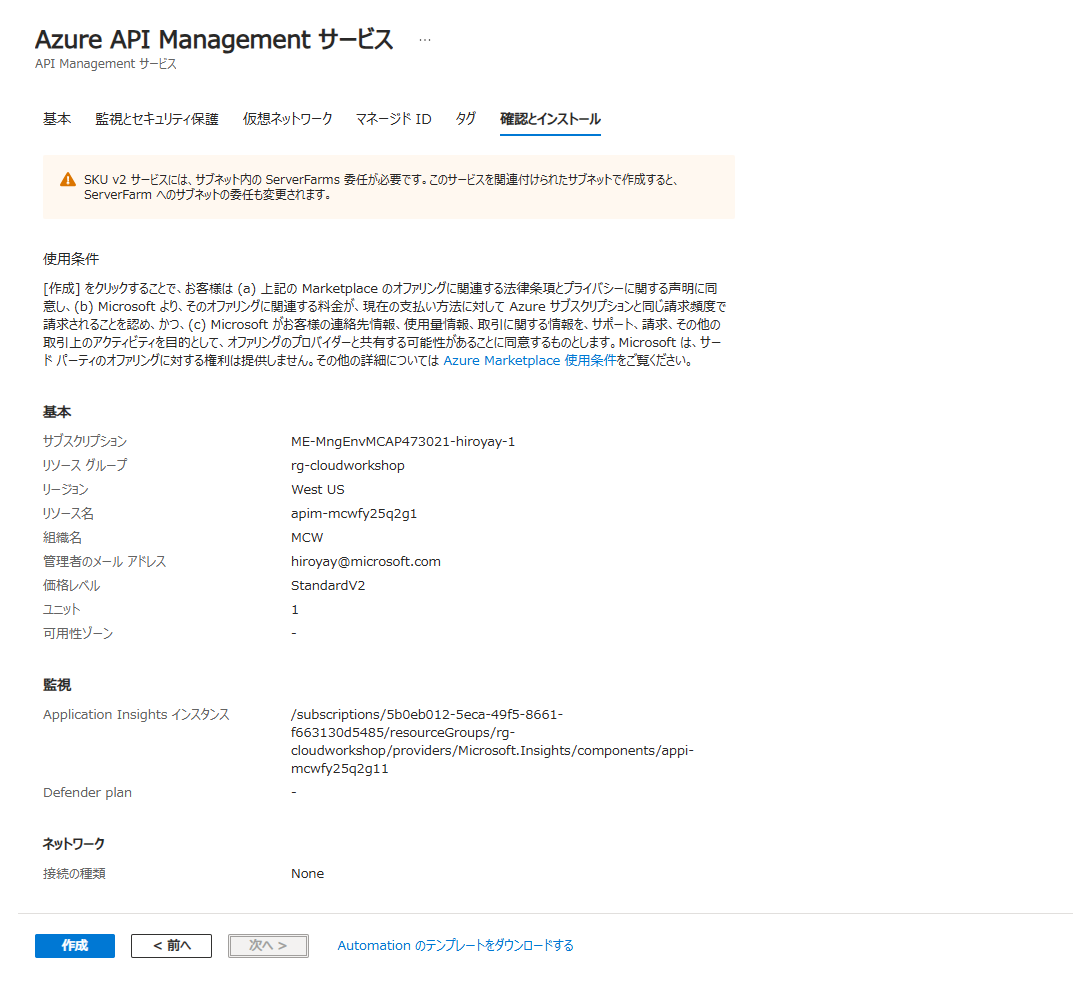 Azure API Management サービス ...
API Management サービス
基本 監視とセキュリティ保護 仮想ネットワーク マネージド ID タグ 確認とインストール
SKU v2 サービスには、サブネット内の ServerFarms 委任が必要です。このサービスを関連付けられたサブネットで作成すると、
ServerFarm へのサブネットの委任も変更されます。
使用条件
[作成] をクリックすることで、お客様は (a) 上記の Marketplace のオファリングに関連する法律条項とプライバシーに関する声明に同
意し、(b) Microsoft より、そのオファリングに関連する料金が、現在の支払い方法に対して Azure サブスクリプションと同じ請求頻度で
請求されることを認め、かつ、(c) Microsoft がお客様の連絡先情報、使用量情報、取引に関する情報を、サポート、請求、その他の
取引上のアクティビティを目的として、オファリングのプロバイダーと共有する可能性があることに同意するものとします。Microsoft は、サー
ド パーティのオファリングに対する権利は提供しません。その他の詳細については Azure Marketplace 使用条件をご覧ください。
基本
サブスクリプション ME-MngEnvMCAP473021-hiroyay-1
リソース グループ rg-cloudworkshop
リージョン West US
リソース名 apim-mcwfy25q2g1
組織名 MCW
管理者のメール アドレス hiroyay@microsoft.com
価格レベル StandardV2
ユニット 1
可用性ゾーン -
監視
Application Insights インスタンス /subscriptions/5b0eb012-5eca-49f5-8661-
f663130d5485/resourceGroups/rg-
cloudworkshop/providers/Microsoft.Insights/components/appi-
mcwfy25q2g11
Defender plan -
ネットワーク
接続の種類 None
作成 < 前へ 次へ > Automation のテンプレートをダウンロードする